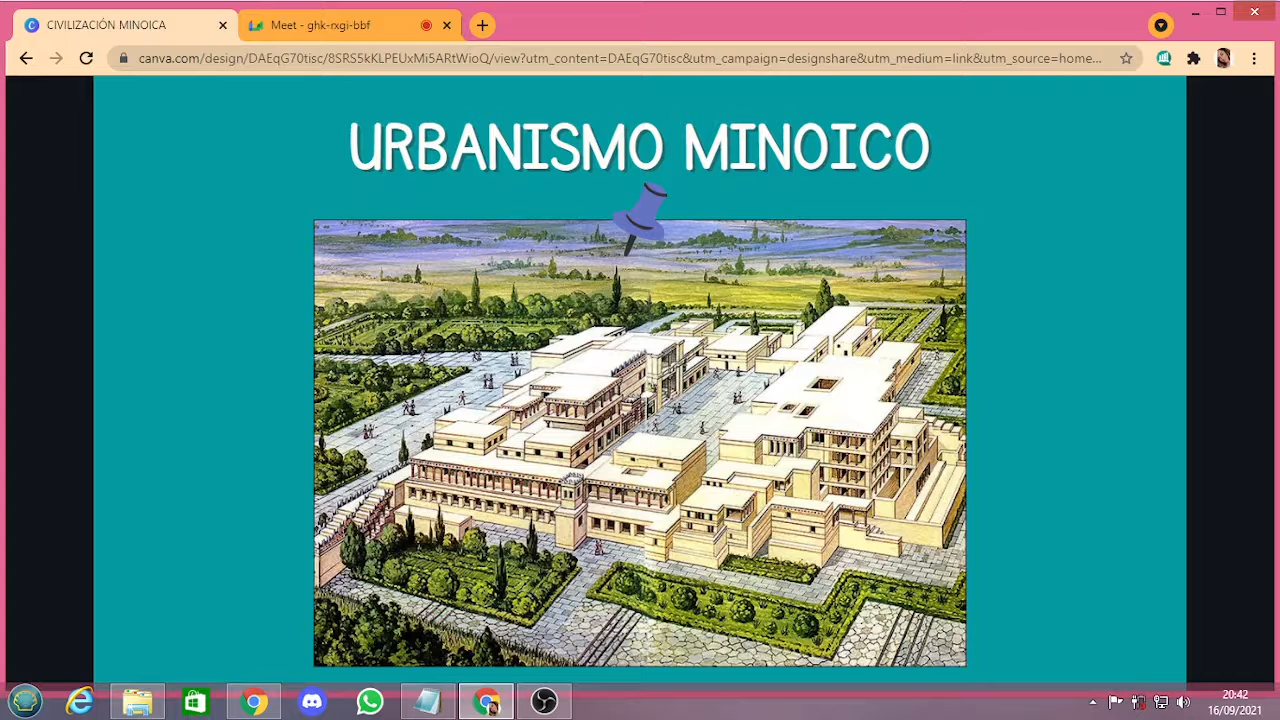 CIVILIZACIÓN MINOICA
Meet - ghk-rxgi-bbf
canva.com/design/DAEqG70tisc/8SRS5kKLPEUxMi5ARtWioQ/view?utm_content=DAEqG70tisc&utm_campaign=designshare&utm_medium=link&utm_source=home...
URBANISMO MINOICO
20:42
16/09/2021